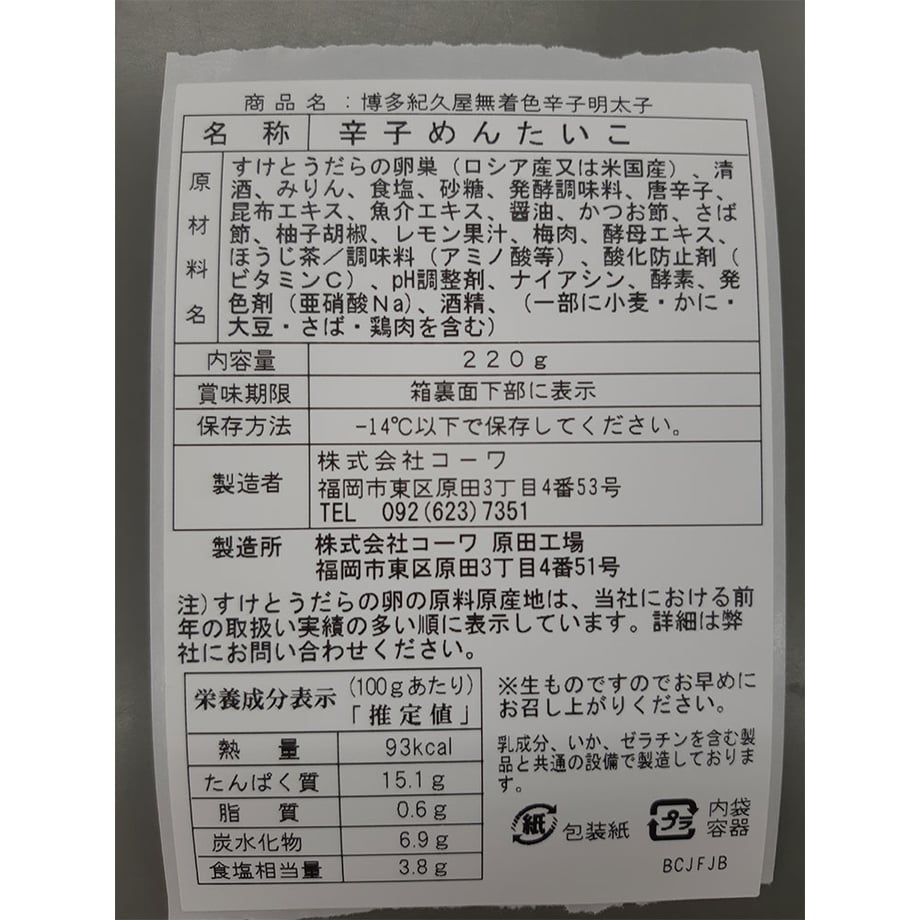 商品名：博多紀久屋無着色辛子明太子
名称 辛子めんたいこ
原材料名
すけとうだらの卵巣（ロシア産又は米国産）、清
酒、みりん、食塩、砂糖、発酵調味料、唐辛子、
昆布エキス、魚介エキス、醤油、かつお節、さば
節、柚子胡椒、レモン果汁、梅肉、酵母エキス、
ほうじ茶／調味料（アミノ酸等）、酸化防止剤（
ビタミンC）、pH調整剤、ナイアシン、酵素、発
色剤（亜硝酸Na）、酒精、（一部に小麦・かに・
大豆・さば・鶏肉を含む）
内容量 220g
賞味期限 箱裏面下部に表示
保存方法 -14℃以下で保存してください。
製造者 株式会社コーワ
福岡市東区原田3丁目4番53号
TEL 092(623)7351
製造所 株式会社コーワ 原田工場
福岡市東区原田3丁目4番51号
注)すけとうだらの卵の原料原産地は、当社における前
年の取扱い実績の多い順に表示しています。詳細は弊
社にお問い合わせください。
栄養成分表示 (100gあたり)
「推定値」
熱量 93kcal
たんぱく質 15.1g
脂質 0.6g
炭水化物 6.9g
食塩相当量 3.8g
※生ものですのでお早めに
お召し上がりください。
乳成分、いか、ゼラチンを含む製
品と共通の設備で製造しておりま
す。
紙 包装紙 プラ 内袋
容器
BCJFJB